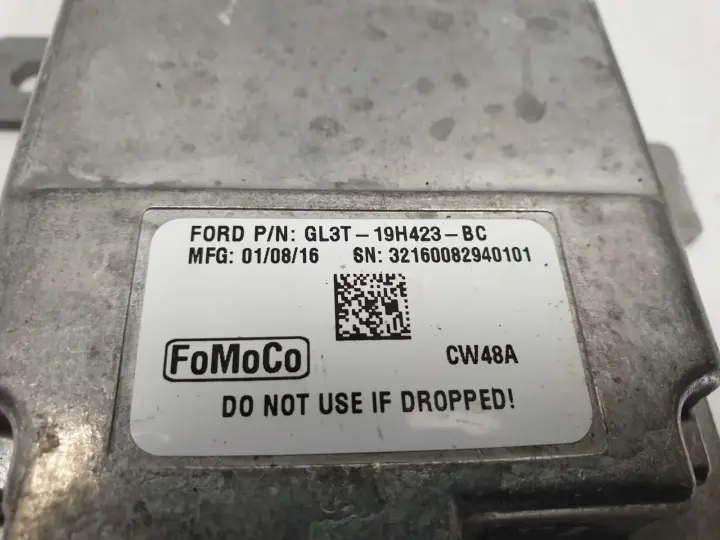 FORD P/N: GL3T-19H423-BC
MFG: 01/08/16 SN: 32160082940101
FoMoCo CW48A
DO NOT USE IF DROPPED!